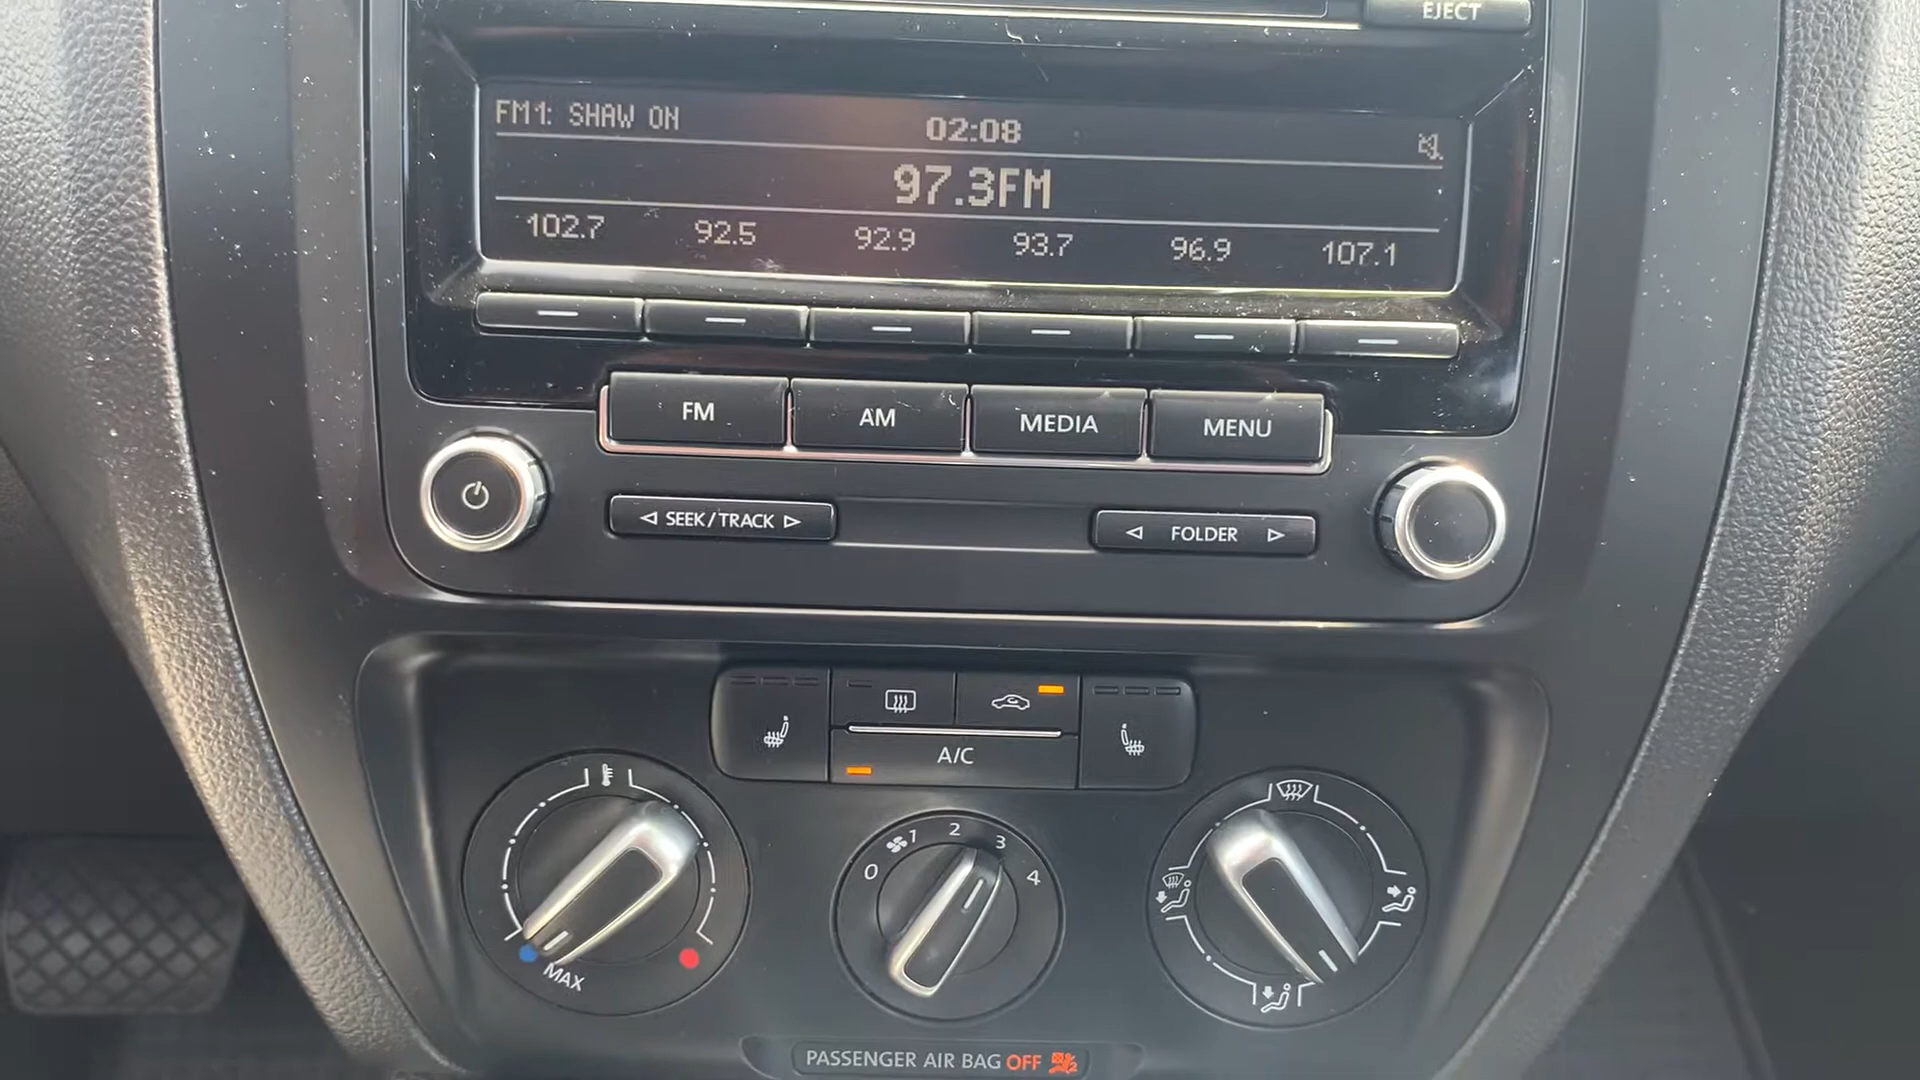 EJECT
FM1: SHAW ON
02:08
97.3FM
102.7 92.5 92.9 93.7 96.9 107.1
FM AM MEDIA MENU
SEEK/TRACK FOLDER
A/C
0 1 2 3 4
MAX
PASSENGER AIR BAG OFF